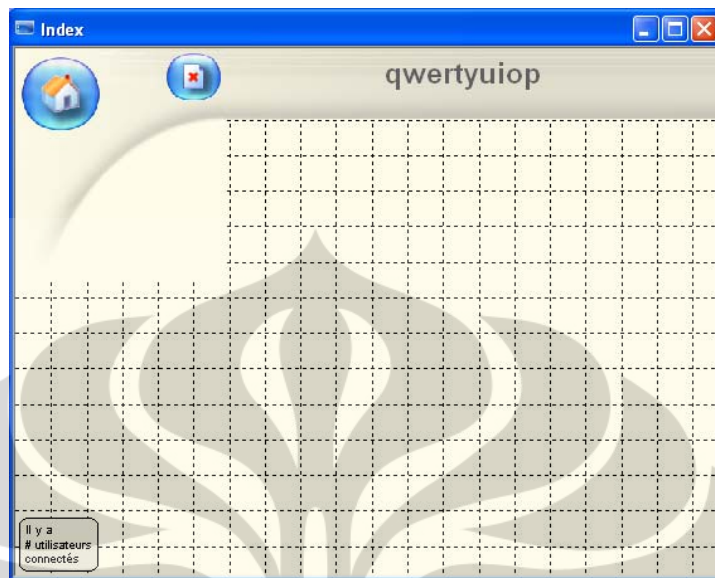 Index
qwertyuiop
Il y a
# utilisateurs
connectés